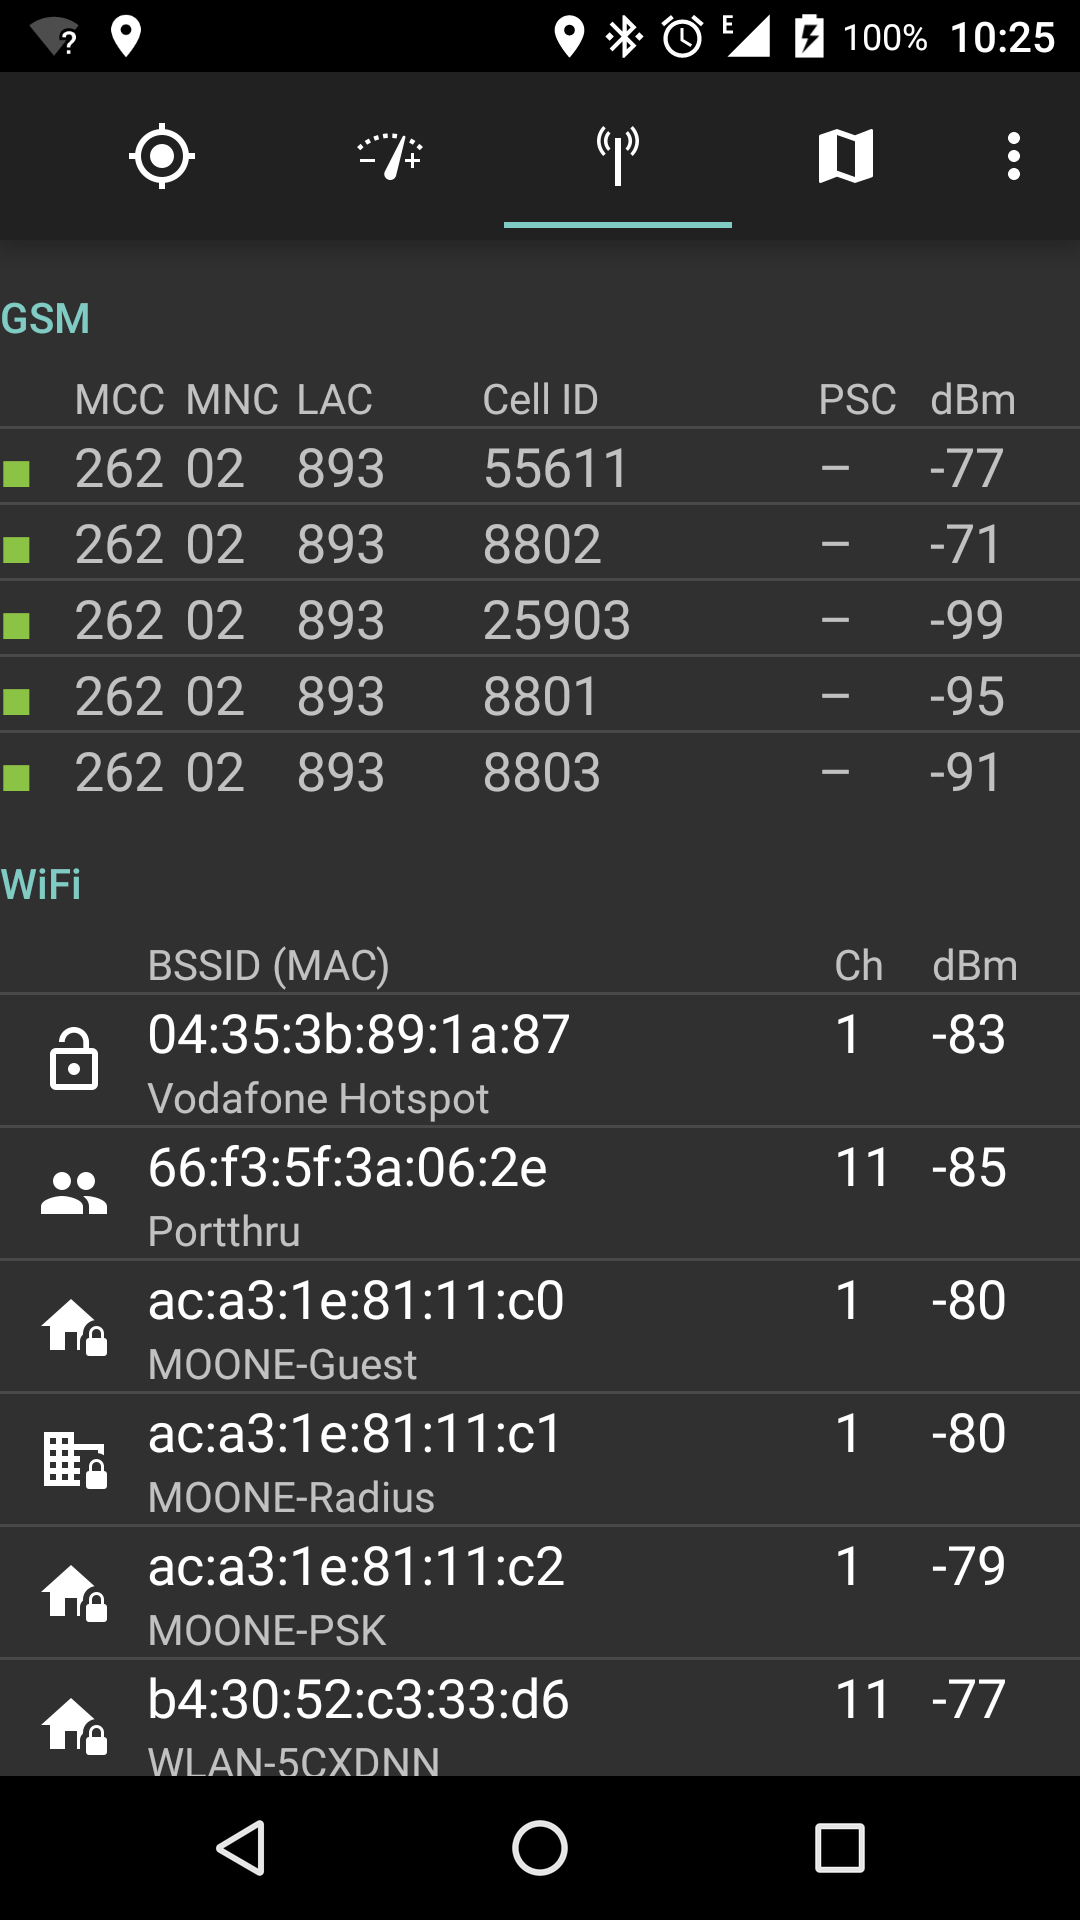 E 100% 10:25
GSM
MCC MNC LAC Cell ID PSC dBm
262 02 893 55611 – -77
262 02 893 8802 – -71
262 02 893 25903 – -99
262 02 893 8801 – -95
262 02 893 8803 – -91
WiFi
BSSID (MAC) Ch dBm
04:35:3b:89:1a:87 1 -83
Vodafone Hotspot
66:f3:5f:3a:06:2e 11 -85
Portthru
ac:a3:1e:81:11:c0 1 -80
MOONE-Guest
ac:a3:1e:81:11:c1 1 -80
MOONE-Radius
ac:a3:1e:81:11:c2 1 -79
MOONE-PSK
b4:30:52:c3:33:d6 11 -77
WLAN-5CXDNN